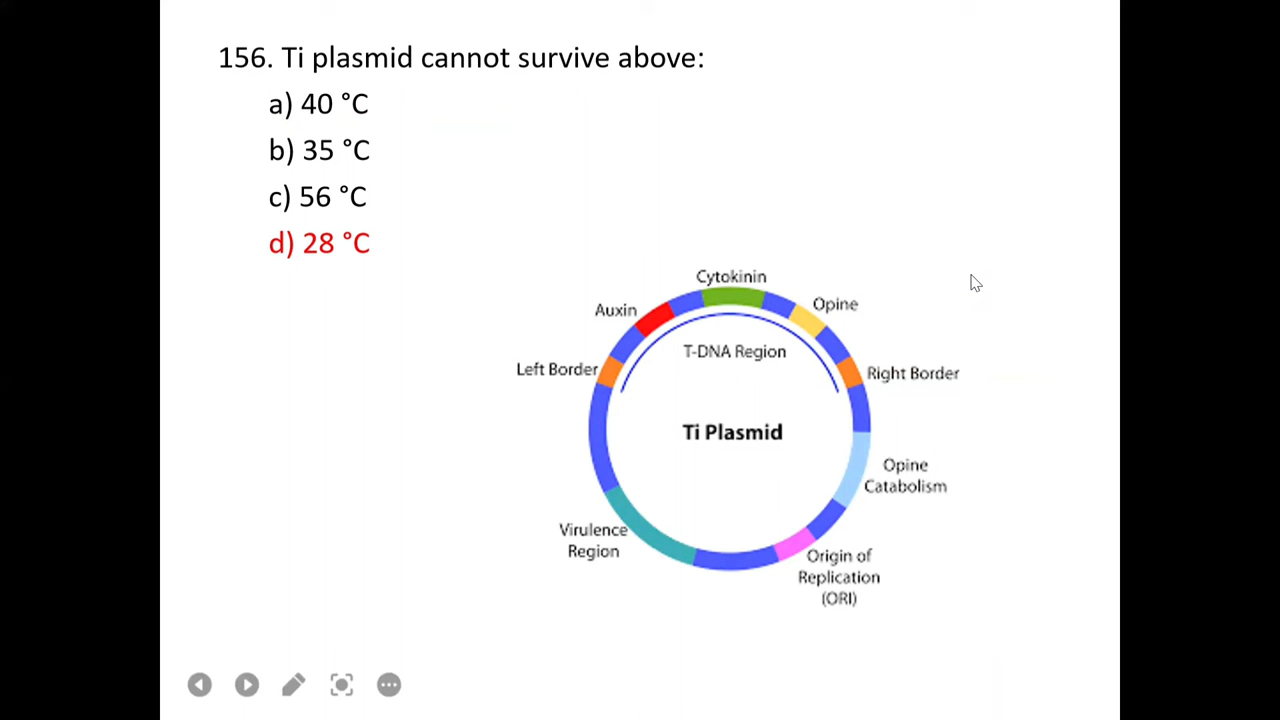 156. Ti plasmid cannot survive above:
a) 40 °C
b) 35 °C
c) 56 °C
d) 28 °C
Cytokinin
Auxin
Opine
T-DNA Region
Left Border
Right Border
Ti Plasmid
Opine
Catabolism
Virulence
Region
Origin of
Replication
(ORI)